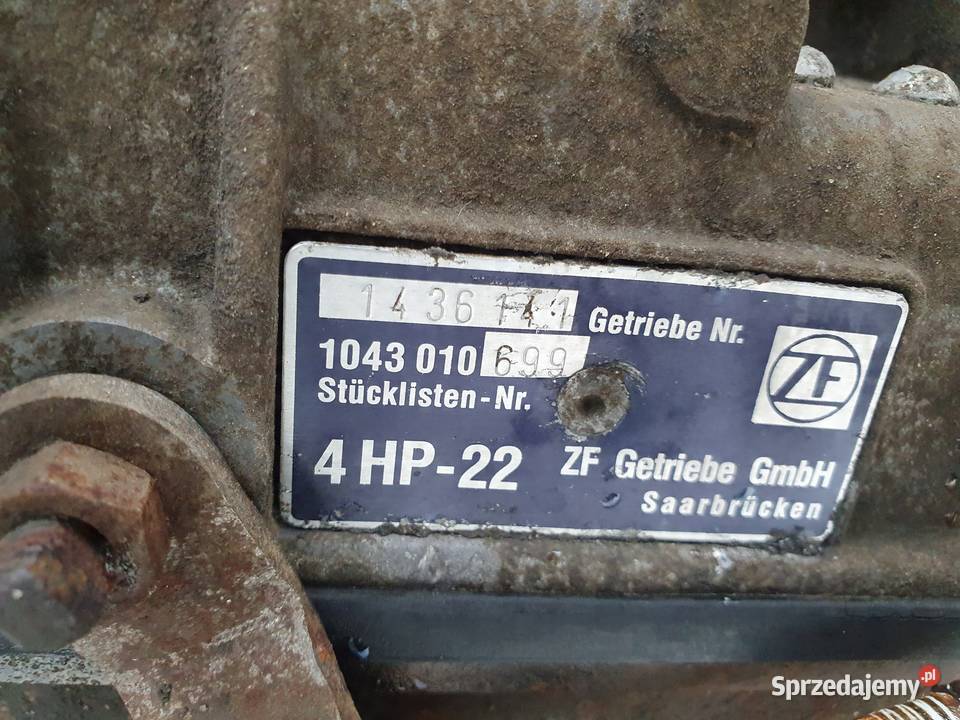 1436141 Getriebe Nr.
1043 010 699
Stücklisten-Nr.
ZF
4 HP-22 ZF Getriebe GmbH
Saarbrücken
Sprzedajemy.pl